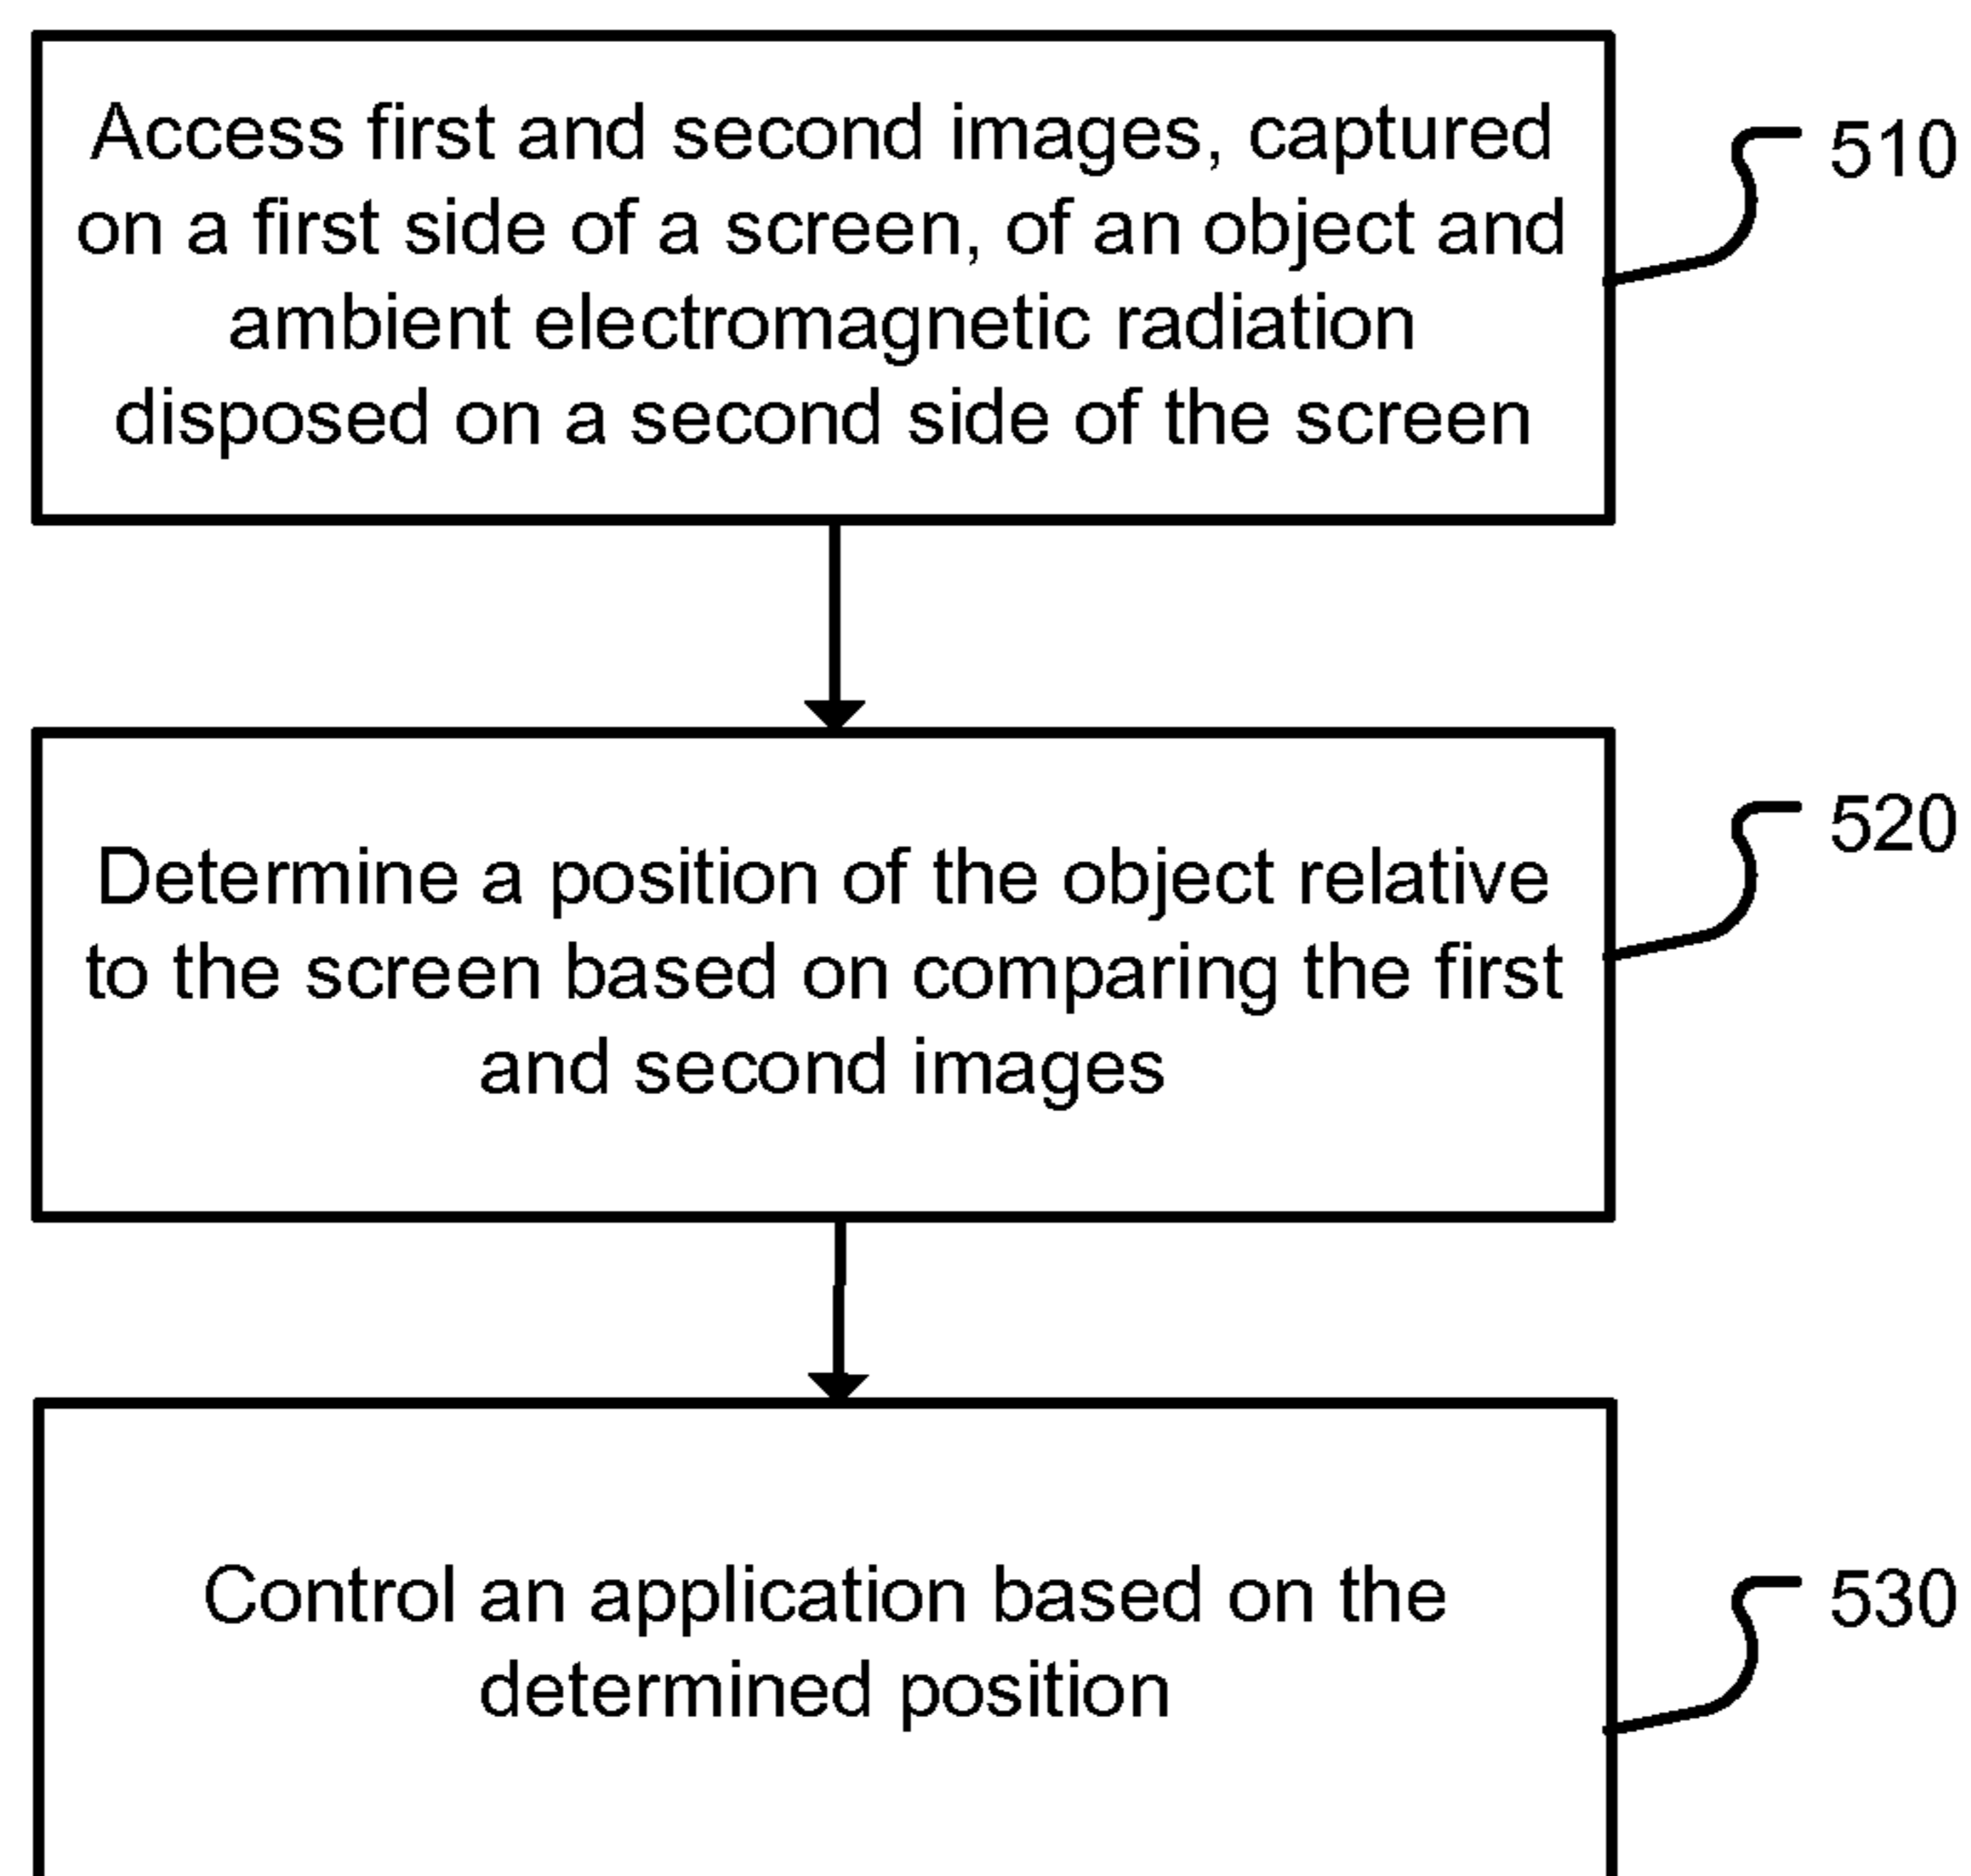 Access first and second images, captured
on a first side of a screen, of an object and
ambient electromagnetic radiation
disposed on a second side of the screen
510
Determine a position of the object relative
to the screen based on comparing the first
and second images
520
Control an application based on the
determined position
530